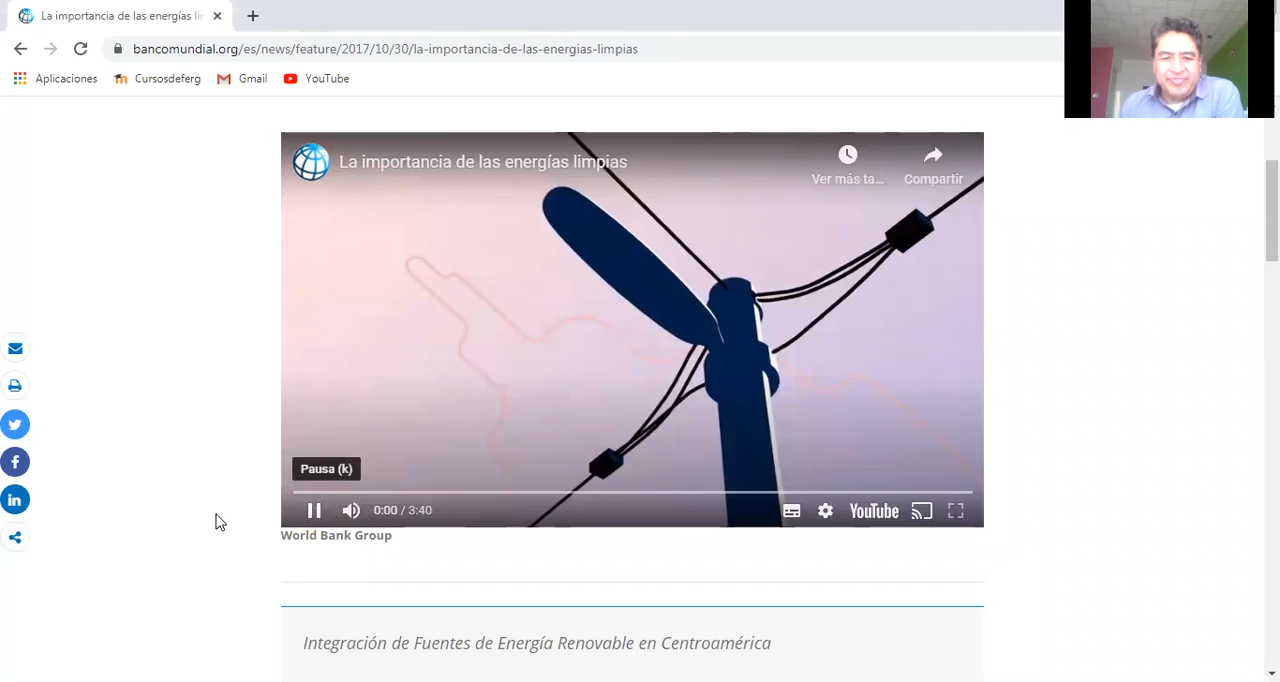 La importancia de las energías li
bancomundial.org/es/news/feature/2017/10/30/la-importancia-de-las-energias-limpias
Aplicaciones Cursosdeferg Gmail YouTube
La importancia de las energías limpias
Ver más ta... Compartir
Pausa (k)
0:00 / 3:40 YouTube
World Bank Group
Integración de Fuentes de Energía Renovable en Centroamérica